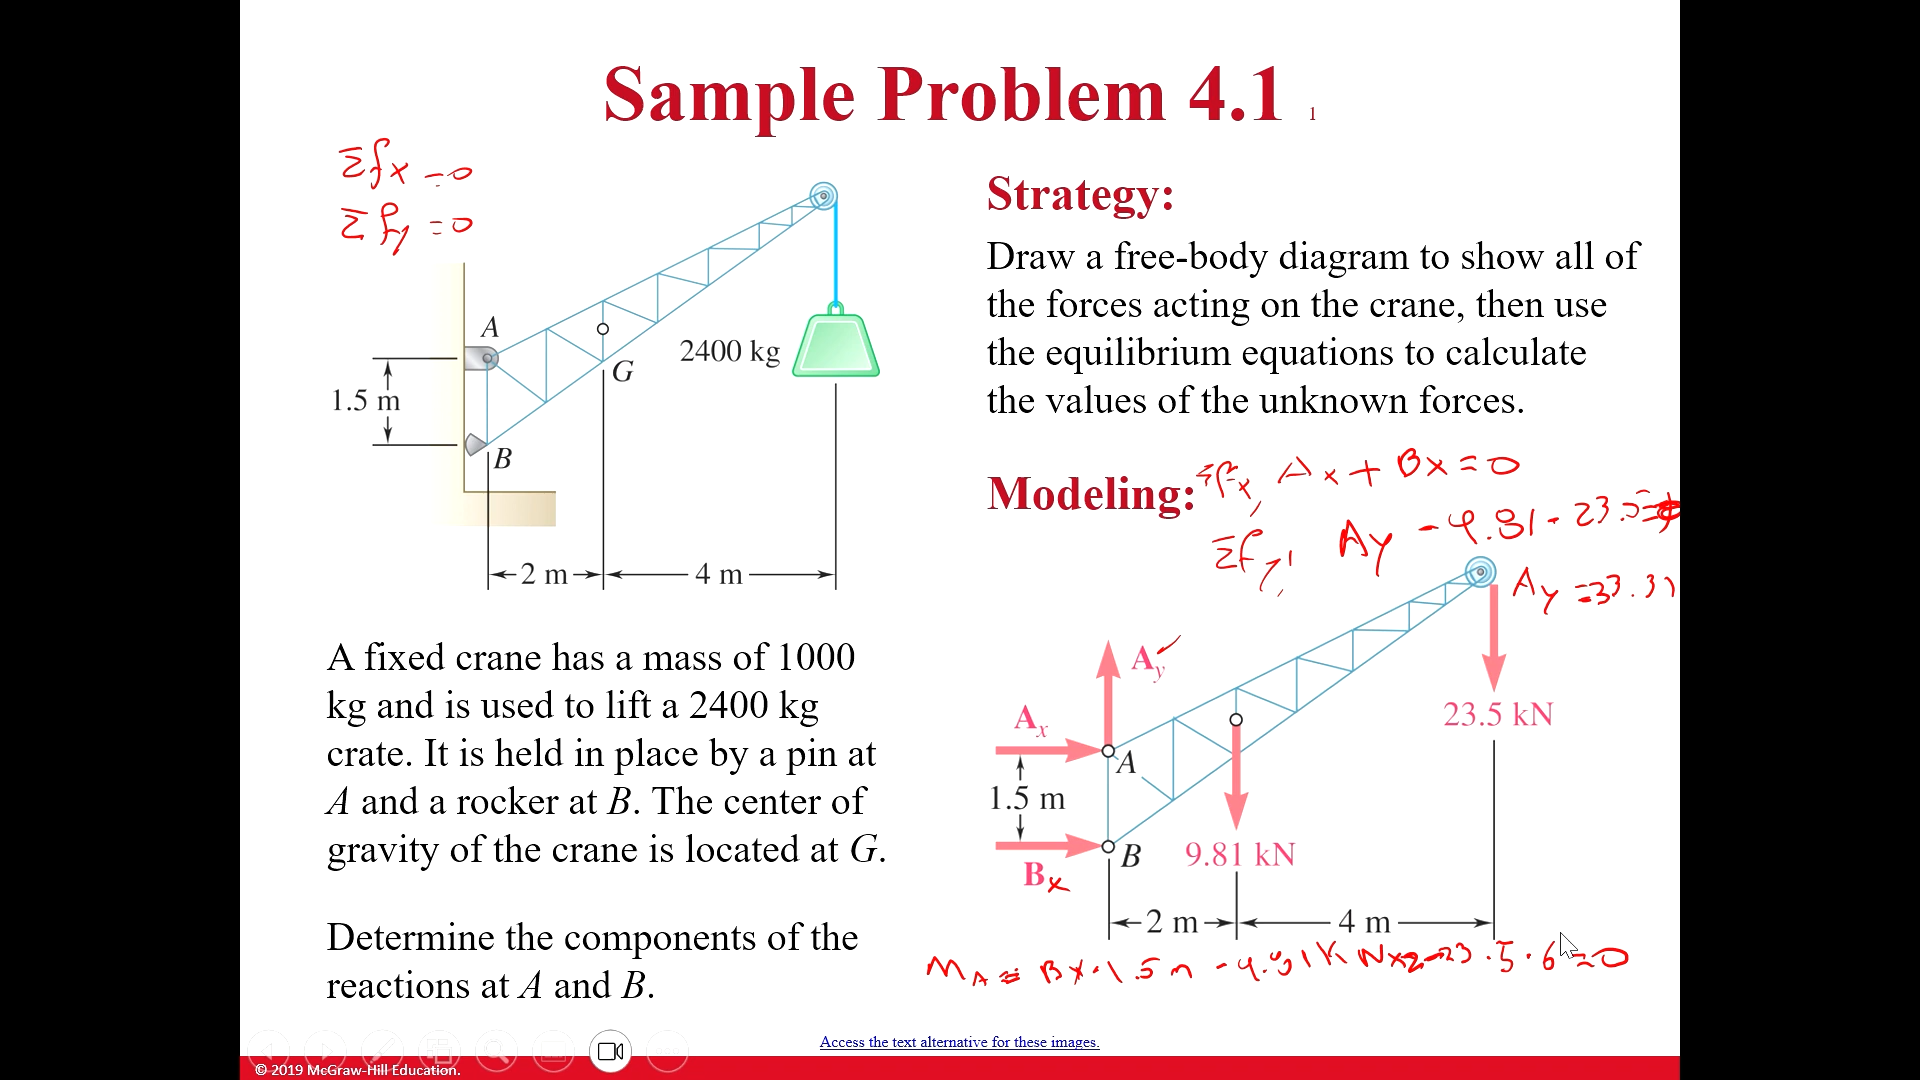 Sample Problem 4.1 1
Σfx = 0
Σfy = 0
A
1.5 m
B
G
2400 kg
2 m
4 m
A fixed crane has a mass of 1000
kg and is used to lift a 2400 kg
crate. It is held in place by a pin at
A and a rocker at B. The center of
gravity of the crane is located at G.
Determine the components of the
reactions at A and B.
Strategy:
Draw a free-body diagram to show all of
the forces acting on the crane, then use
the equilibrium equations to calculate
the values of the unknown forces.
Modeling:
ΣFx, Ax + Bx = 0
Σfy, Ay - 9.81 - 23.5 =
Ay = 33.31
Ay
Ax
A
1.5 m
B
Bx
9.81 kN
23.5 kN
2 m
4 m
MA = Bx · 1.5 m - 9.81 KN x 2 - 23.5 · 6 = 0
Access the text alternative for these images.
© 2019 McGraw-Hill Education.